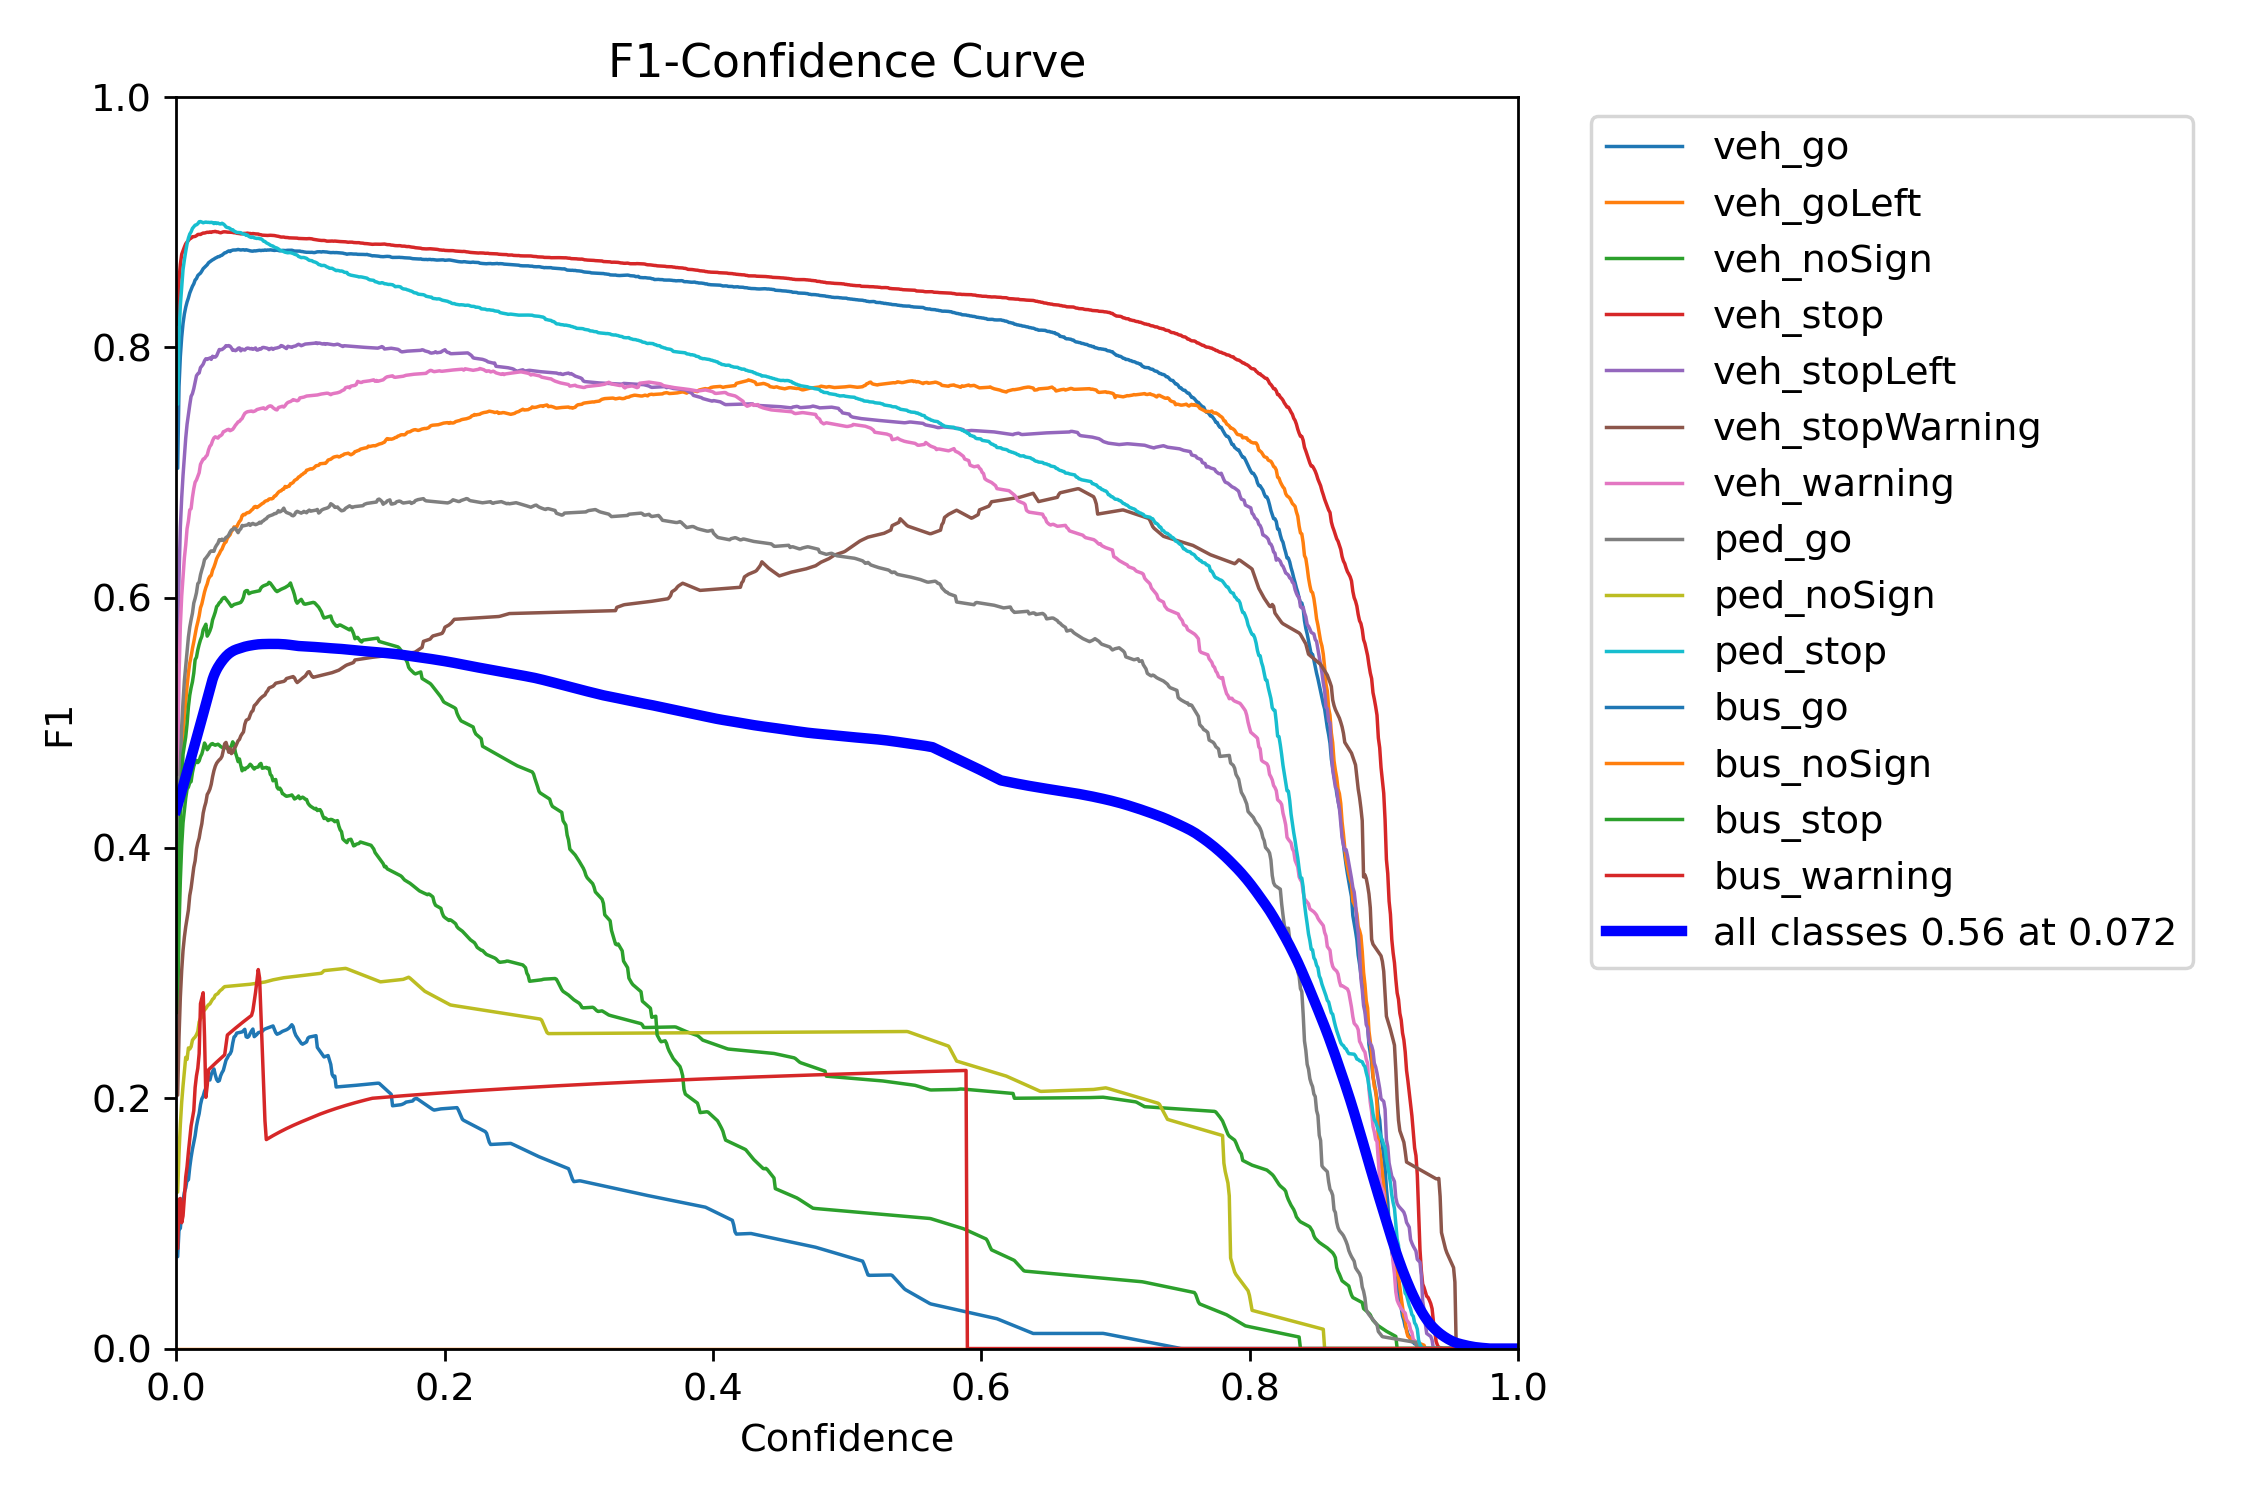 F1-Confidence Curve
1.0
0.8
0.6
0.4
0.2
0.0
F1
0.0 0.2 0.4 0.6 0.8 1.0
Confidence
veh_go
veh_goLeft
veh_noSign
veh_stop
veh_stopLeft
veh_stopWarning
veh_warning
ped_go
ped_noSign
ped_stop
bus_go
bus_noSign
bus_stop
bus_warning
all classes 0.56 at 0.072